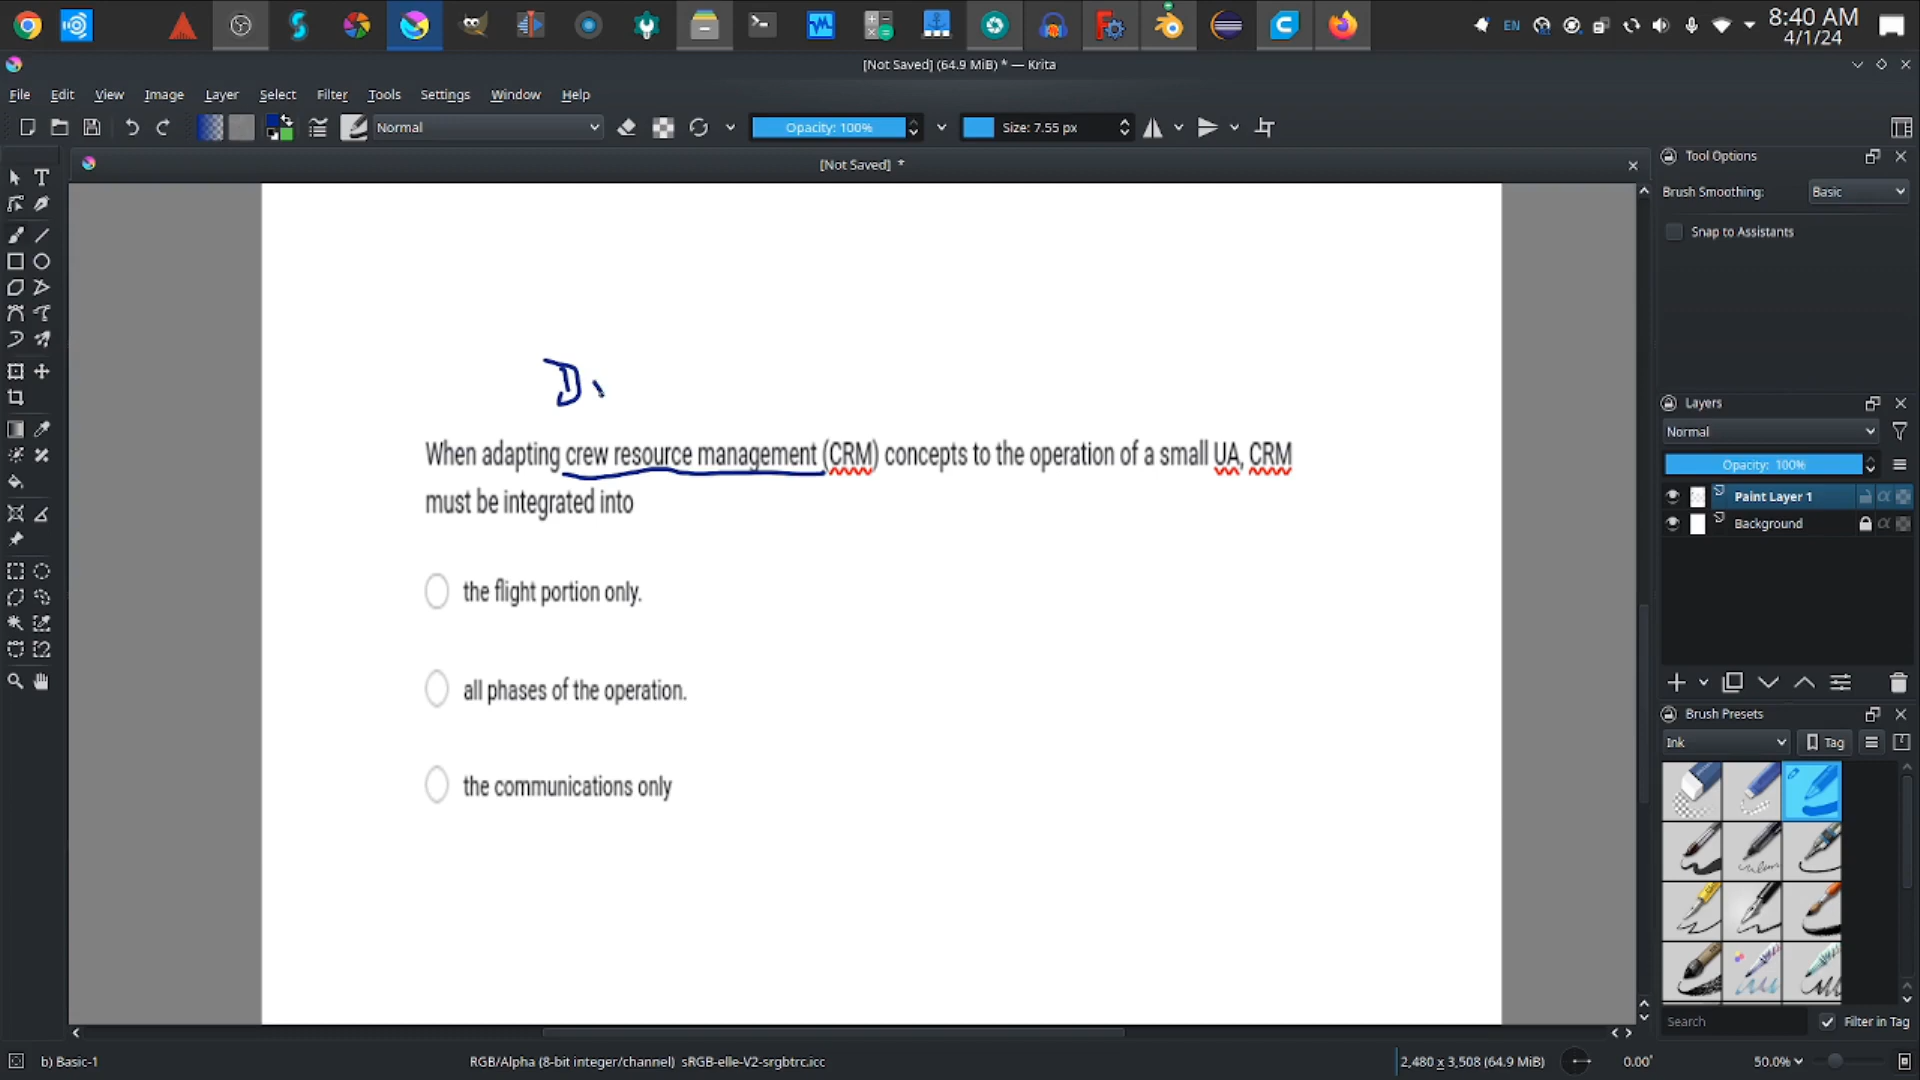 8:40 AM
4/1/24
EN
[Not Saved] (64.9 MiB) * — Krita
File Edit View Image Layer Select Filter Tools Settings Window Help
Normal
Opacity: 100%
Size: 7.55 px
[Not Saved] *
Tool Options
Brush Smoothing:
Basic
Snap to Assistants
D
When adapting crew resource management (CRM) concepts to the operation of a small UA, CRM
must be integrated into
the flight portion only.
all phases of the operation.
the communications only
Layers
Normal
Opacity: 100%
Paint Layer 1
Background
Brush Presets
Ink
Tag
Search
Filter in Tag
b) Basic-1
RGB/Alpha (8-bit integer/channel) sRGB-elle-V2-srgbtrc.icc
2,480 x 3,508 (64.9 MiB)
0.00°
50.0%